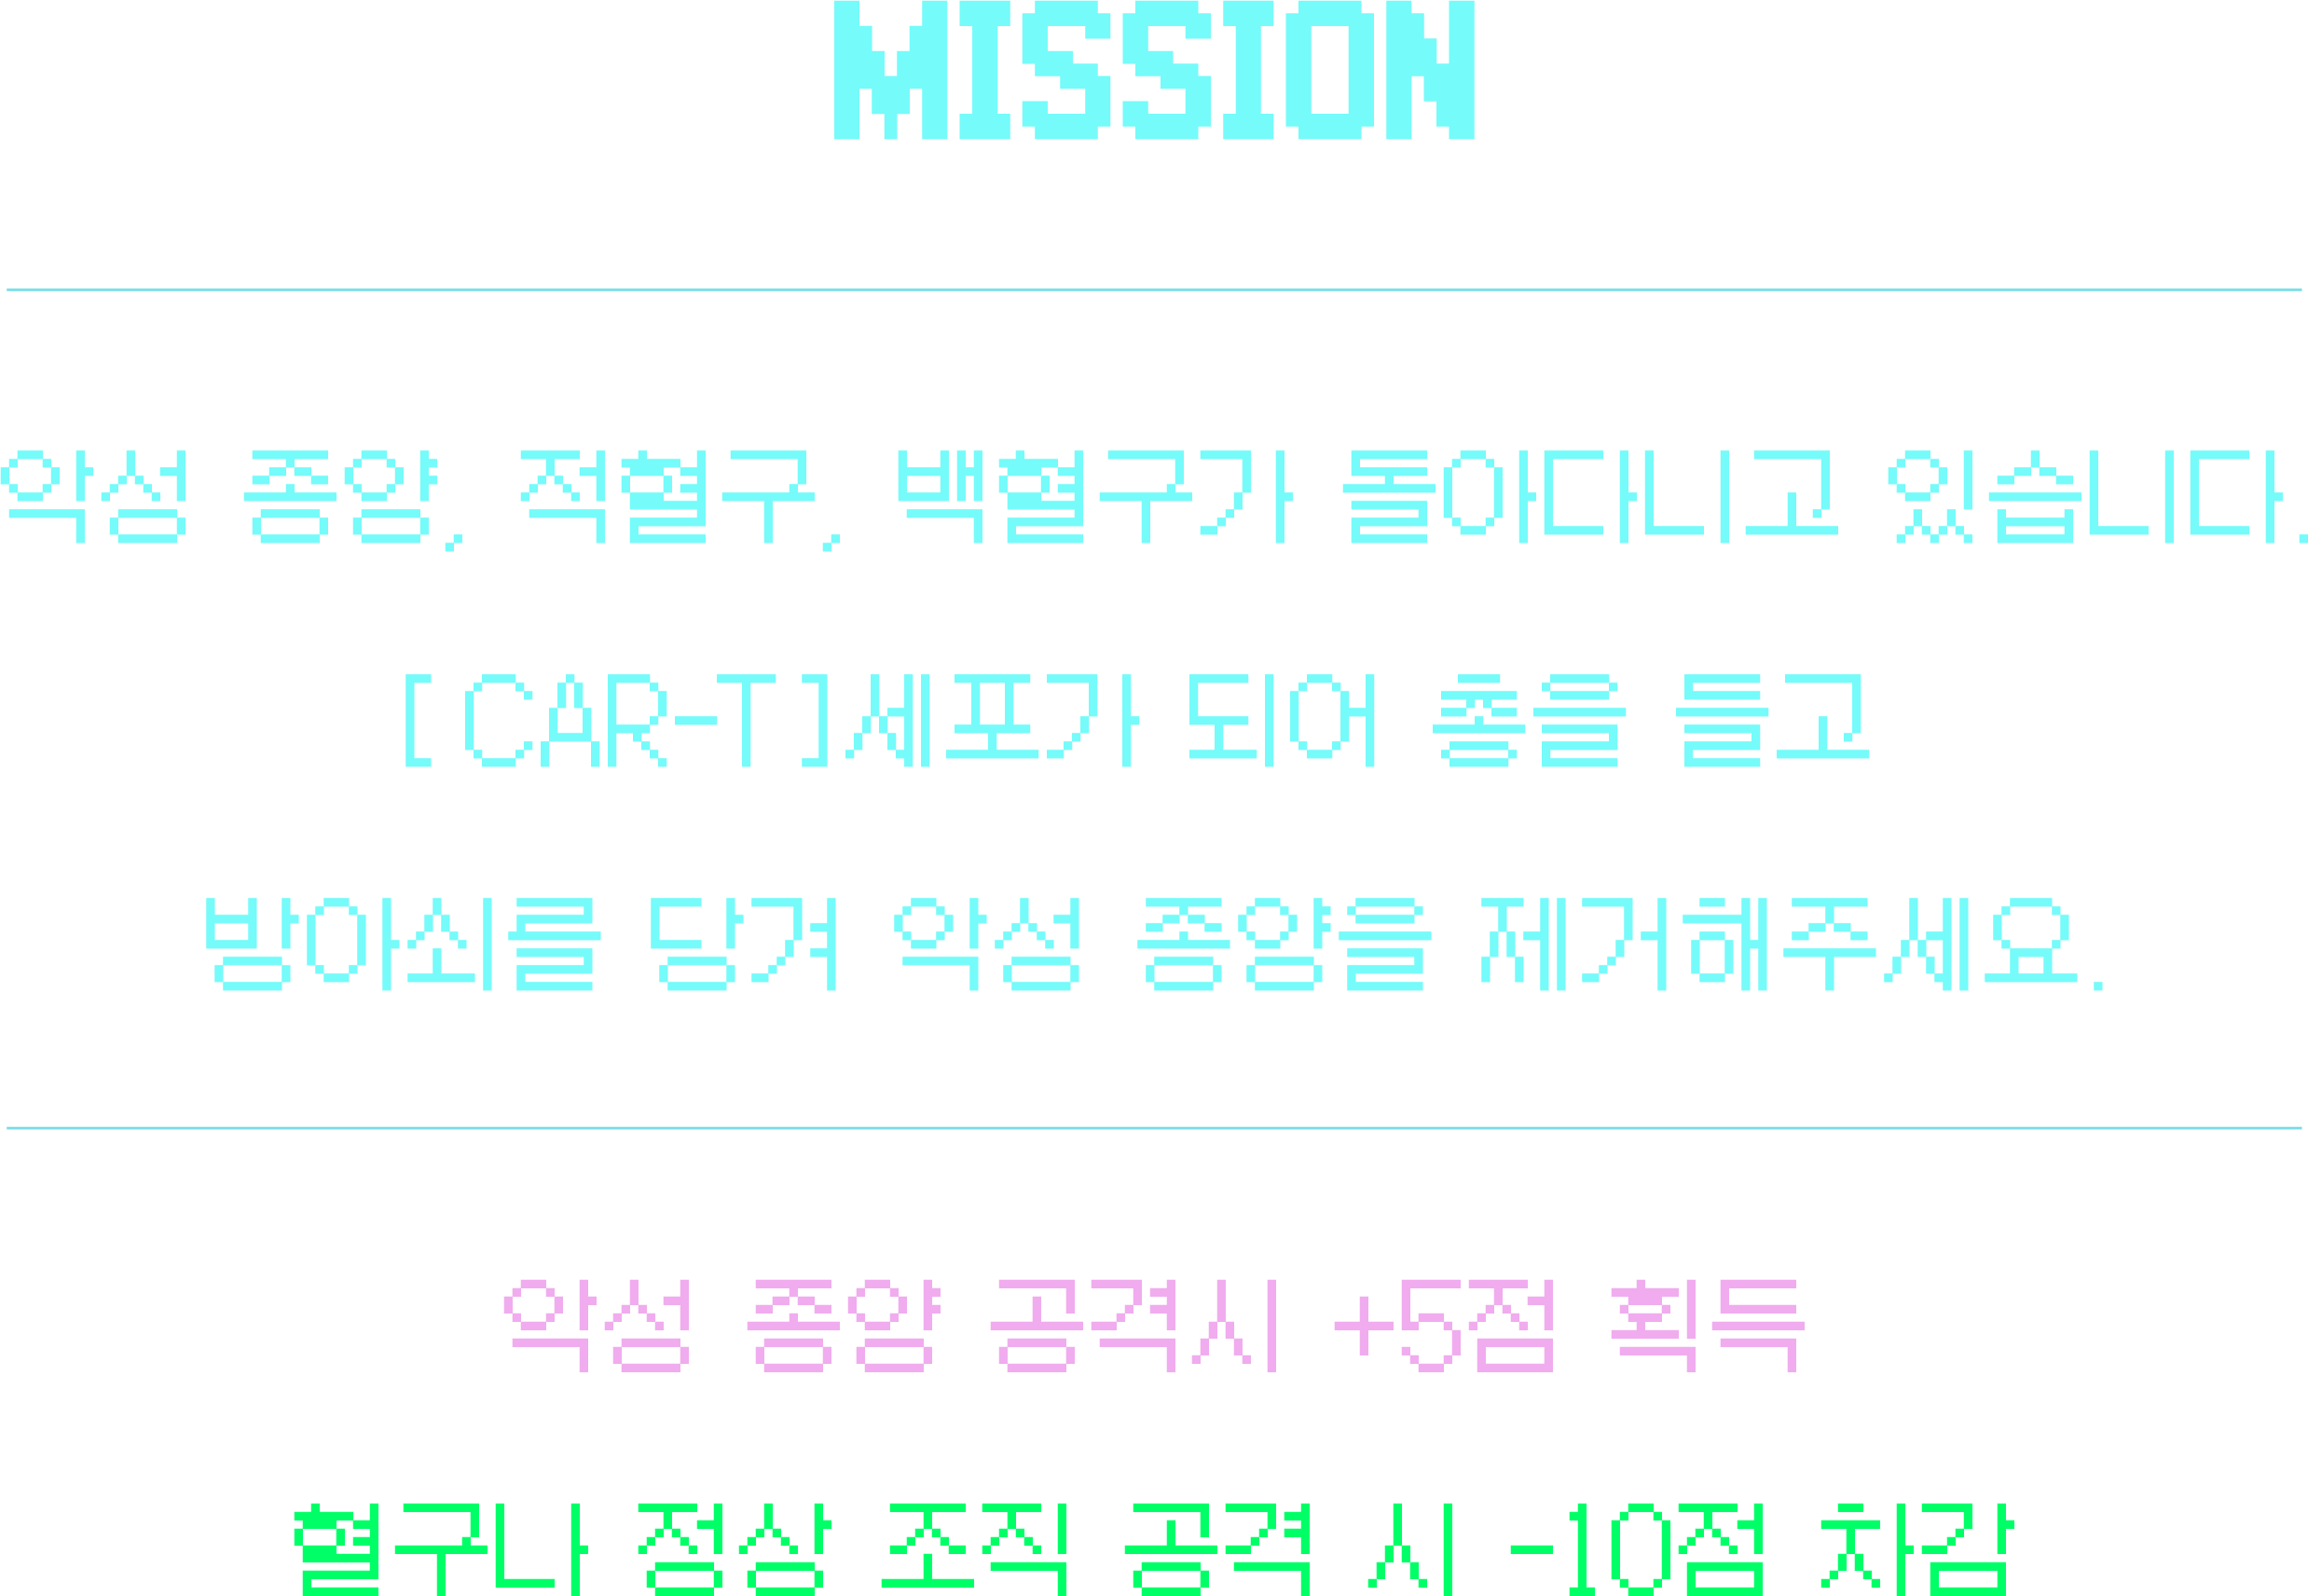 MISSION
악성 종양, 적혈구, 백혈구가 돌아다니고 있습니다.
[CAR-T]세포가 되어 총을 들고
방아쇠를 당겨 악성 종양을 제거해주세요.
악성 종양 공격시 +5점 획득
혈구나 정상 조직 공격 시 -10점 차감